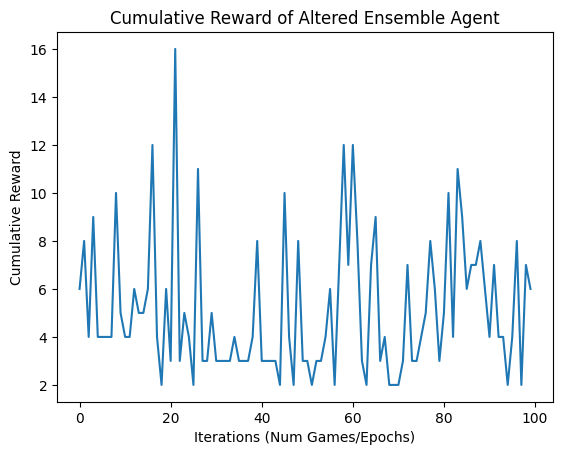 Cumulative Reward of Altered Ensemble Agent
16
14
12
10
8
6
4
2
Cumulative Reward
0 20 40 60 80 100
Iterations (Num Games/Epochs)